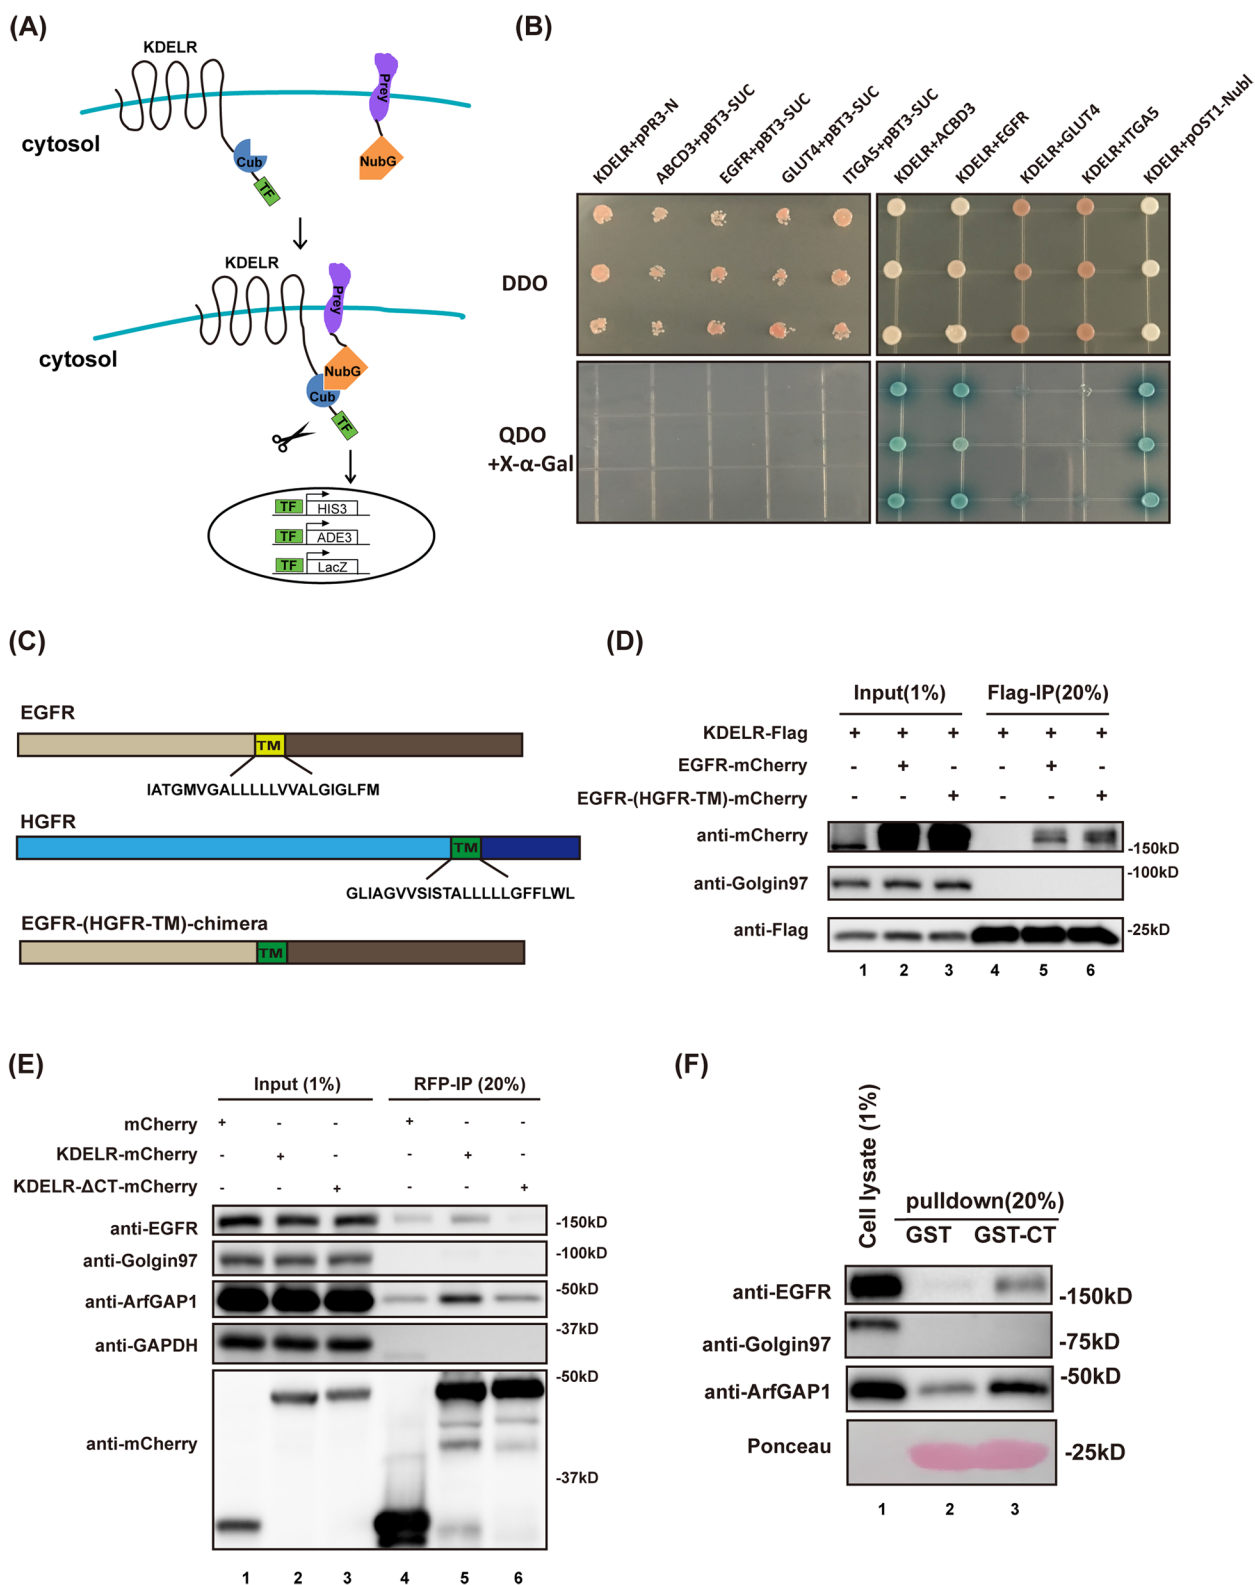 (A)
KDELR
Prey
cytosol
Cub
NubG
TF
KDELR
Prey
cytosol
NubG
Cub
TF
TF HIS3
TF ADE3
TF LacZ
(B)
KDELR+pPR3-N
ABCD3+pBT3-SUC
EGFR+pBT3-SUC
GLUT4+pBT3-SUC
ITGA5+pBT3-SUC
KDELR+ACBD3
KDELR+EGFR
KDELR+GLUT4
KDELR+ITGA5
KDELR+pOST1-NubI
DDO
QDO
+X-α-Gal
(C)
EGFR
TM
IATGMVGALLLLLVVALGIGLFM
HGFR
TM
GLIAGVVSISTALLLLLGFFLWL
EGFR-(HGFR-TM)-chimera
TM
(D)
Input(1%) Flag-IP(20%)
KDELR-Flag + + + + + +
EGFR-mCherry - + - - + -
EGFR-(HGFR-TM)-mCherry - - + - - +
anti-mCherry
-150kD
-100kD
anti-Golgin97
anti-Flag -25kD
1 2 3 4 5 6
(E)
Input (1%) RFP-IP (20%)
mCherry + - - + - -
KDELR-mCherry - + - - + -
KDELR-ΔCT-mCherry - - + - - +
anti-EGFR -150kD
anti-Golgin97 -100kD
anti-ArfGAP1 -50kD
-37kD
anti-GAPDH
-50kD
anti-mCherry
-37kD
1 2 3 4 5 6
(F)
Cell lysate (1%)
pulldown(20%)
GST GST-CT
anti-EGFR -150kD
anti-Golgin97 -75kD
-50kD
anti-ArfGAP1
Ponceau -25kD
1 2 3